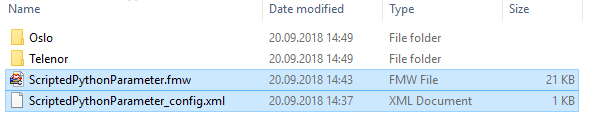 Name Date modified Type Size
Oslo 20.09.2018 14:49 File folder
Telenor 20.09.2018 14:49 File folder
ScriptedPythonParameter.fmw 20.09.2018 14:43 FMW File 21 KB
ScriptedPythonParameter_config.xml 20.09.2018 14:37 XML Document 1 KB